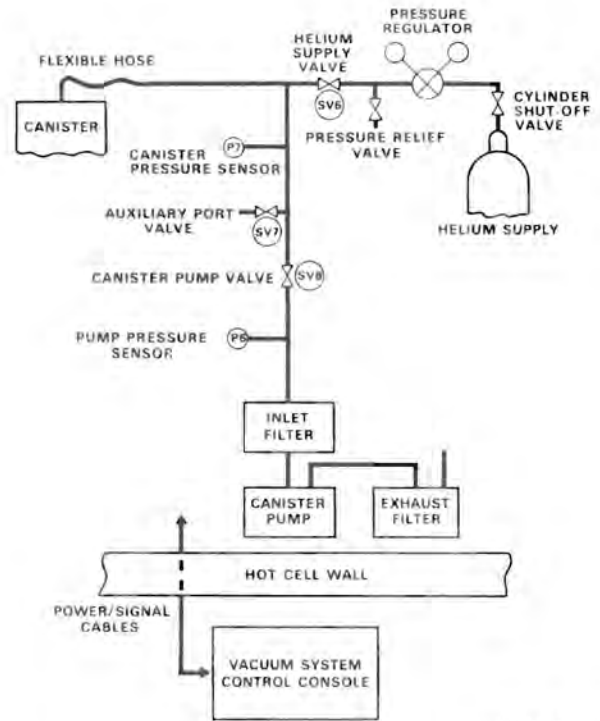 PRESSURE
REGULATOR
HELIUM
SUPPLY
VALVE
FLEXIBLE HOSE
CANISTER
SV6
CYLINDER
SHUT-OFF
VALVE
PRESSURE RELIEF
VALVE
P7
CANISTER
PRESSURE SENSOR
HELIUM SUPPLY
AUXILIARY PORT
VALVE
SV7
CANISTER PUMP VALVE
SV8
PUMP PRESSURE
SENSOR
P6
INLET
FILTER
CANISTER
PUMP
EXHAUST
FILTER
HOT CELL WALL
POWER/SIGNAL
CABLES
VACUUM SYSTEM
CONTROL CONSOLE